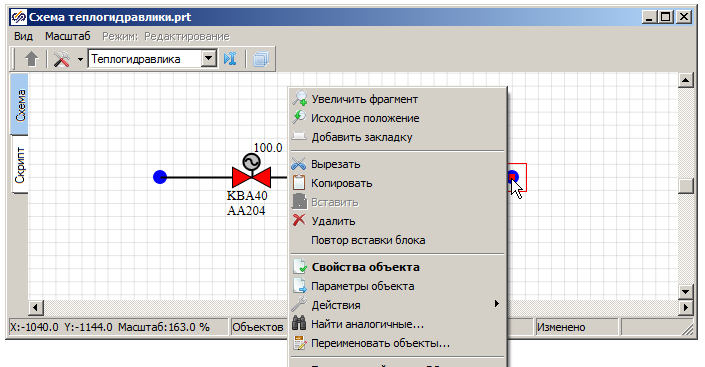 Схема теплогидравлики.prt
Вид Масштаб Режим: Редактирование
Теплогидравлика
Схема
Скрипт
100.0
KBA40
AA204
Увеличить фрагмент
Исходное положение
Добавить закладку
Вырезать
Копировать
Вставить
Удалить
Повтор вставки блока
Свойства объекта
Параметры объекта
Действия
Найти аналогичные...
Переименовать объекты...
X:-1040.0 Y:-1144.0 Масштаб:163.0 % Объектов Изменено